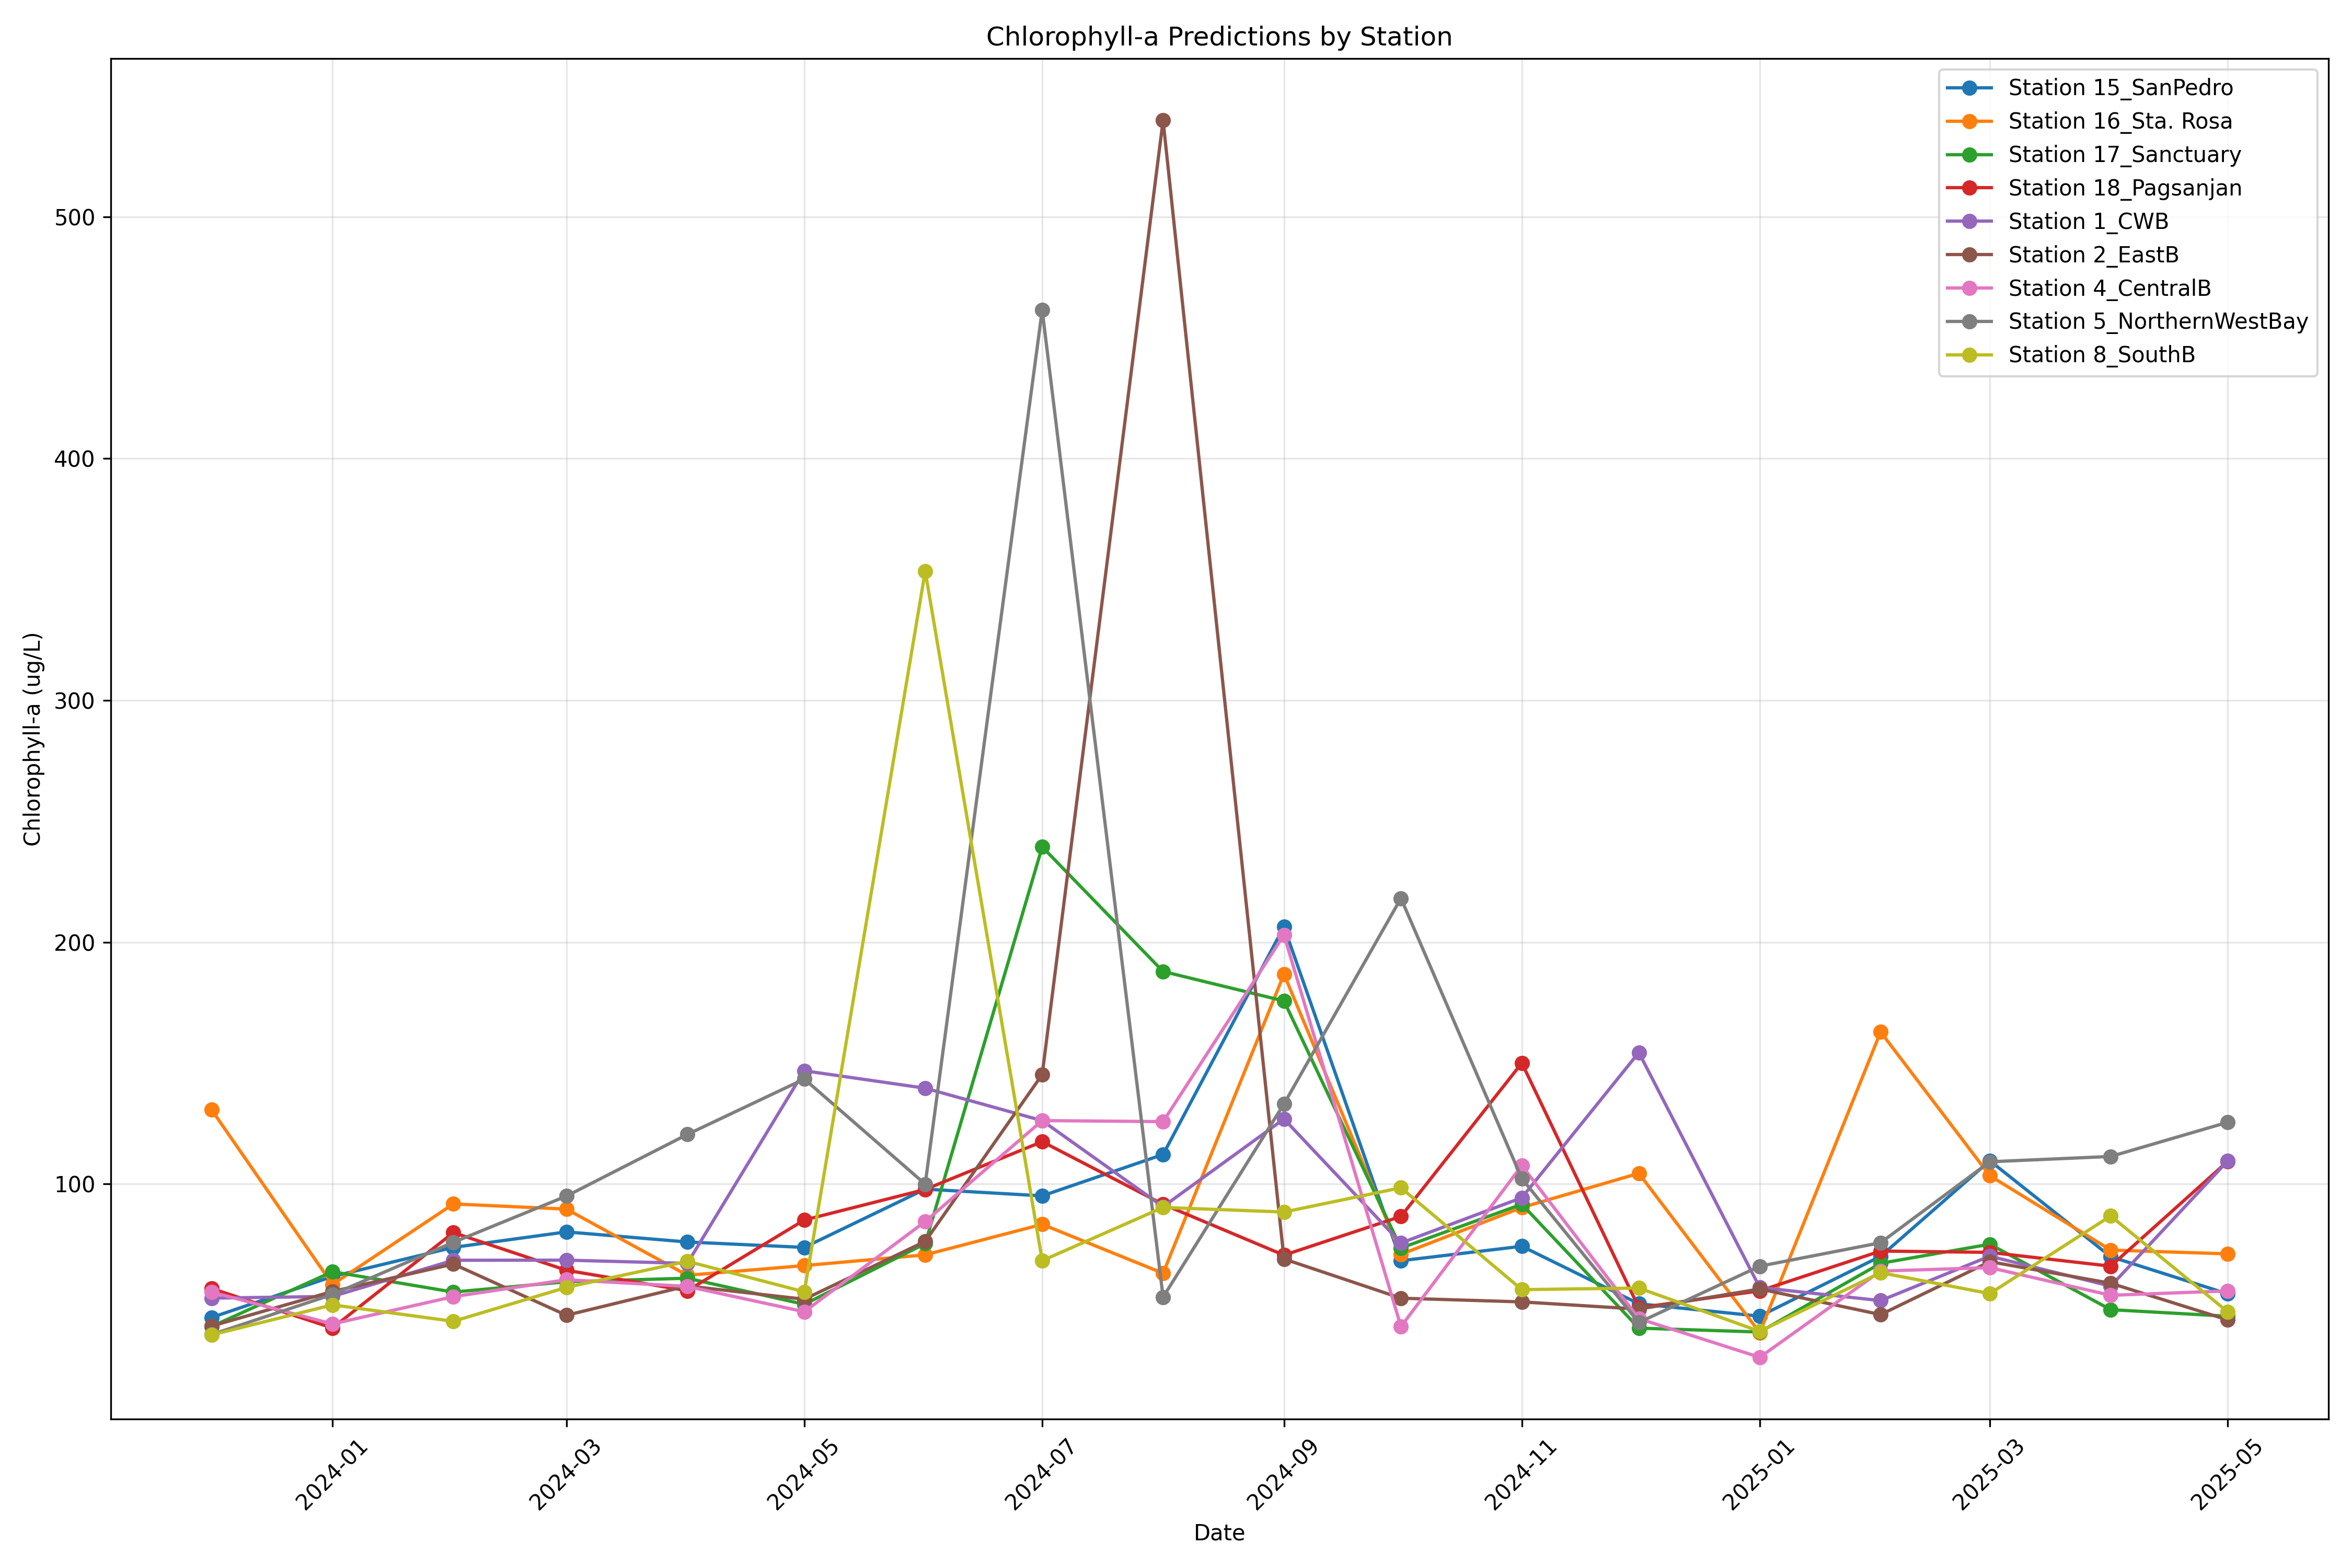 Chlorophyll-a Predictions by Station
Station 15_SanPedro
Station 16_Sta. Rosa
Station 17_Sanctuary
Station 18_Pagsanjan
Station 1_CWB
Station 2_EastB
Station 4_CentralB
Station 5_NorthernWestBay
Station 8_SouthB
Chlorophyll-a (ug/L)
500
400
300
200
100
2024-01
2024-03
2024-05
2024-07
2024-09
2024-11
2025-01
2025-03
2025-05
Date